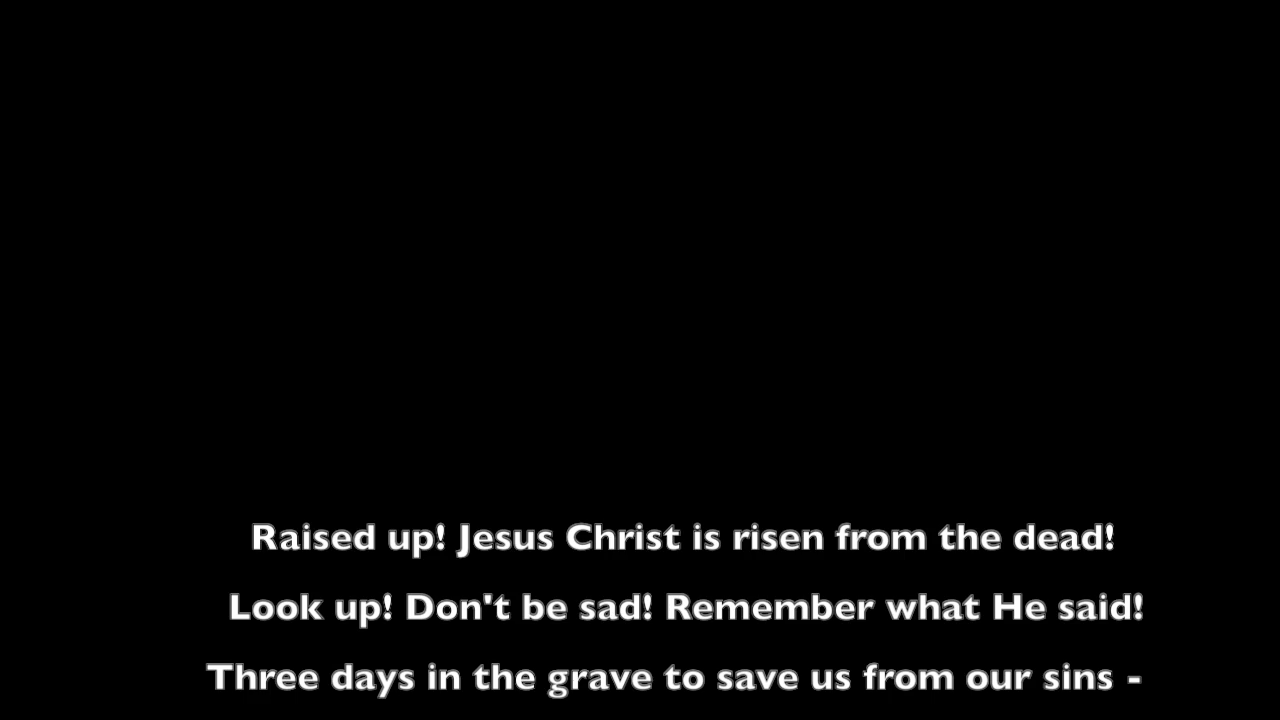 Raised up! Jesus Christ is risen from the dead!
Look up! Don't be sad! Remember what He said!
Three days in the grave to save us from our sins -